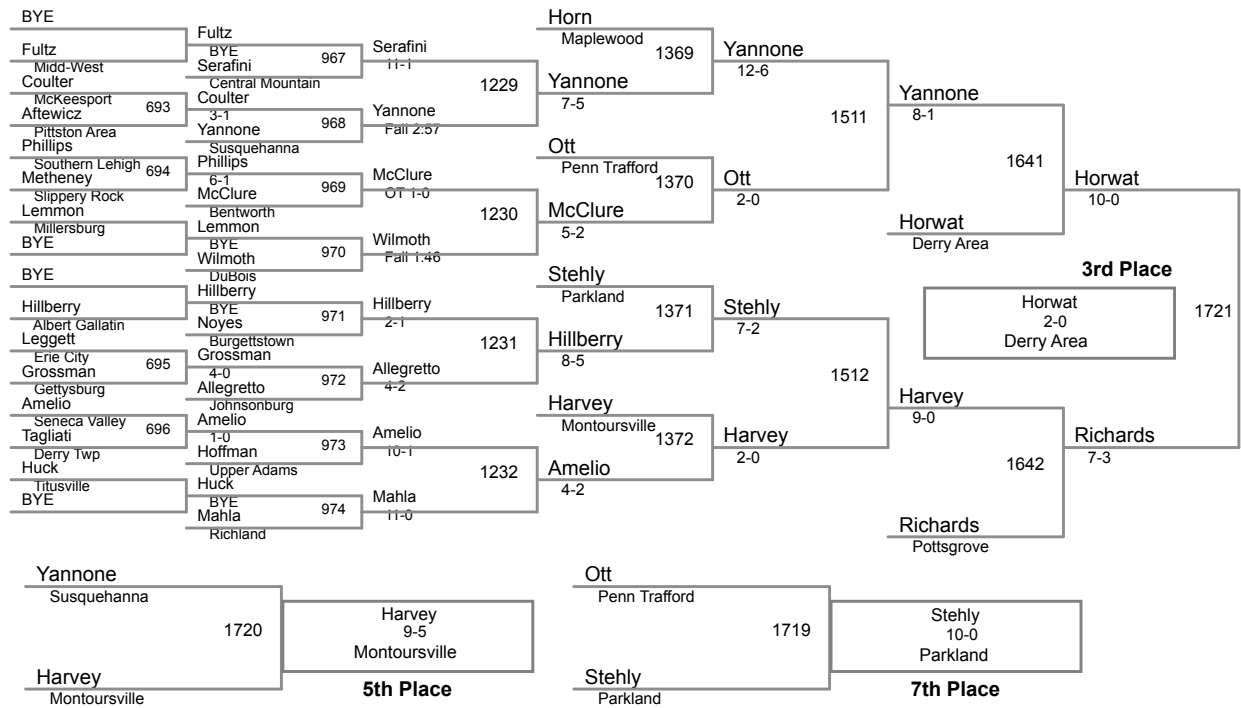 BYE
Fultz
Midd-West
Coulter
McKeesport
693
Aftewicz
Pittston Area
Phillips
Southern Lehigh
694
Metheney
Slippery Rock
Lemmon
Millersburg
BYE
BYE
Hillberry
Albert Gallatin
Leggett
Erie City
695
Grossman
Gettysburg
Amelio
Seneca Valley
696
Tagliati
Derry Twp
Huck
Titusville
BYE
Fultz
BYE
967
Serafini
Central Mountain
Coulter
3-1
968
Yannone
Susquehanna
Phillips
6-1
969
McClure
Bentworth
Lemmon
BYE
970
Wilmoth
DuBois
Hillberry
BYE
971
Noyes
Burgettstown
Grossman
4-0
972
Allegretto
Johnsonburg
Amelio
1-0
973
Hoffman
Upper Adams
Huck
BYE
974
Mahla
Richland
Serafini
11-1
1229
Yannone
Fall 2:57
McClure
OT 1-0
1230
Wilmoth
Fall 1:46
Hillberry
2-1
1231
Allegretto
4-2
Amelio
10-1
1232
Mahla
11-0
Horn
Maplewood
1369
Yannone
7-5
Ott
Penn Trafford
1370
McClure
5-2
Stehly
Parkland
1371
Hillberry
8-5
Harvey
Montoursville
1372
Amelio
4-2
Yannone
12-6
1511
Ott
2-0
Stehly
7-2
1512
Harvey
2-0
Yannone
8-1
1641
Horwat
Derry Area
Harvey
9-0
1642
Richards
Pottsgrove
Horwat
10-0
1721
Richards
7-3
3rd Place
Horwat
2-0
Derry Area
Yannone
Susquehanna
1720
Harvey
Montoursville
Harvey
9-5
Montoursville
5th Place
Ott
Penn Trafford
1719
Stehly
Parkland
Stehly
10-0
Parkland
7th Place